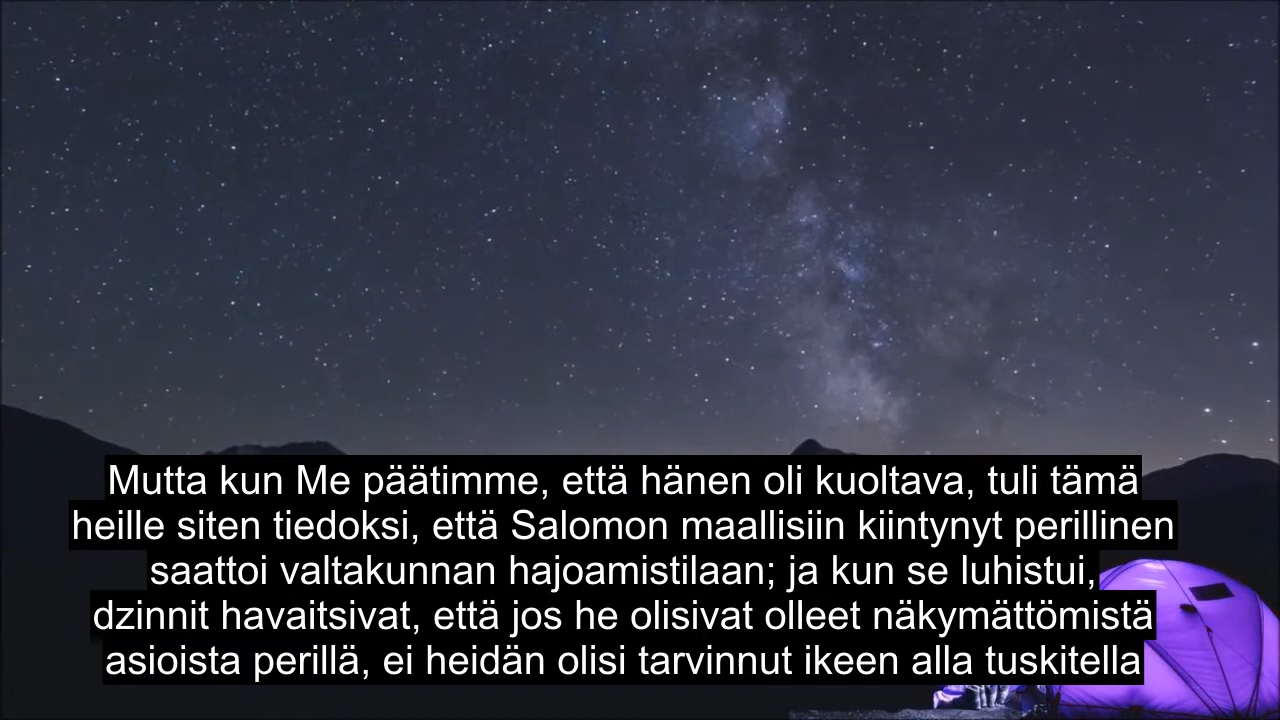 Mutta kun Me päätimme, että hänen oli kuoltava, tuli tämä
heille siten tiedoksi, että Salomon maallisiin kiintynyt perillinen
saattoi valtakunnan hajoamistilaan; ja kun se luhistui,
dzinnit havaitsivat, että jos he olisivat olleet näkymättömistä
asioista perillä, ei heidän olisi tarvinnut ikeen alla tuskitella